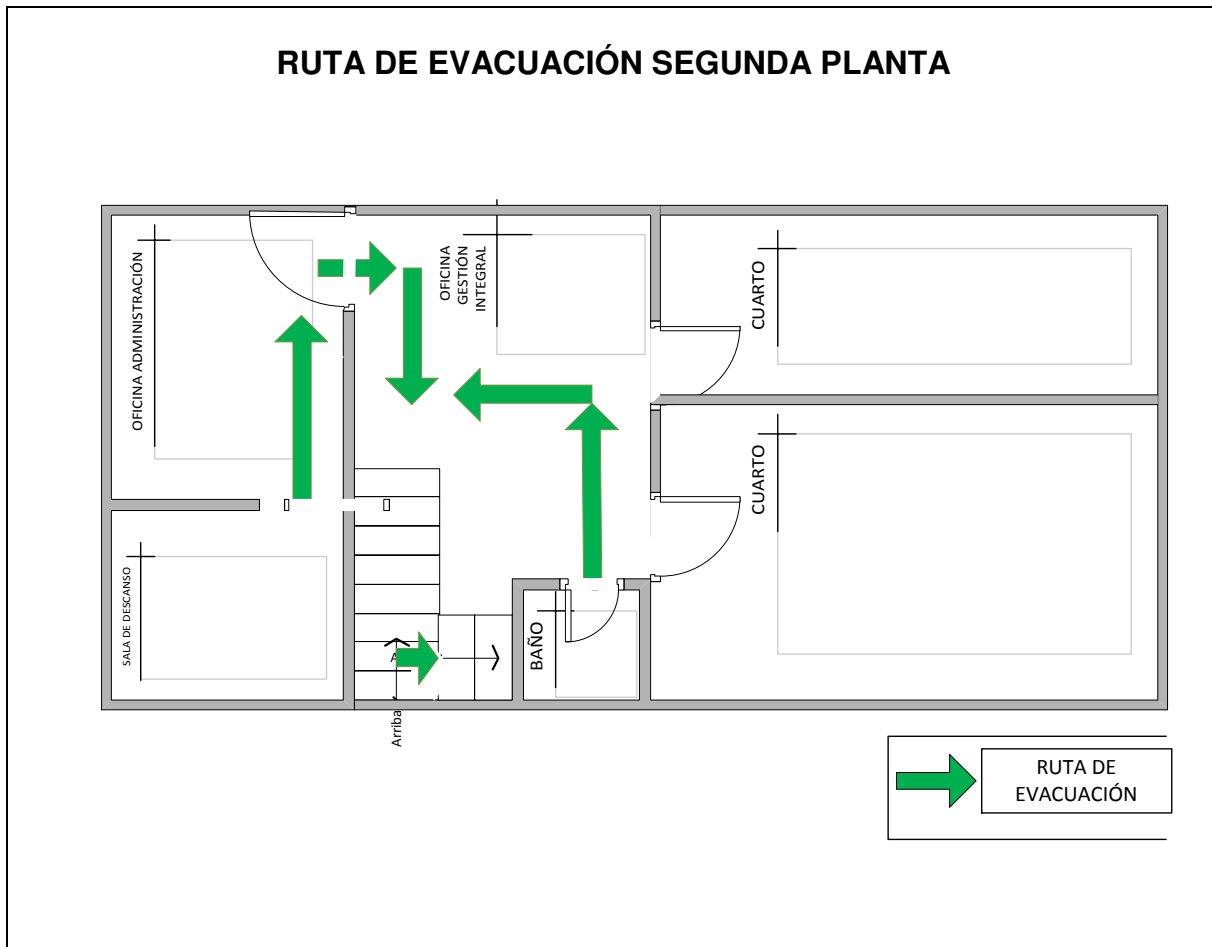 RUTA DE EVACUACIÓN SEGUNDA PLANTA
OFICINA ADMINISTRACIÓN
OFICINA
GESTIÓN
INTEGRAL
CUARTO
CUARTO
SALA DE DESCANSO
BAÑO
Arriba
RUTA DE
EVACUACIÓN